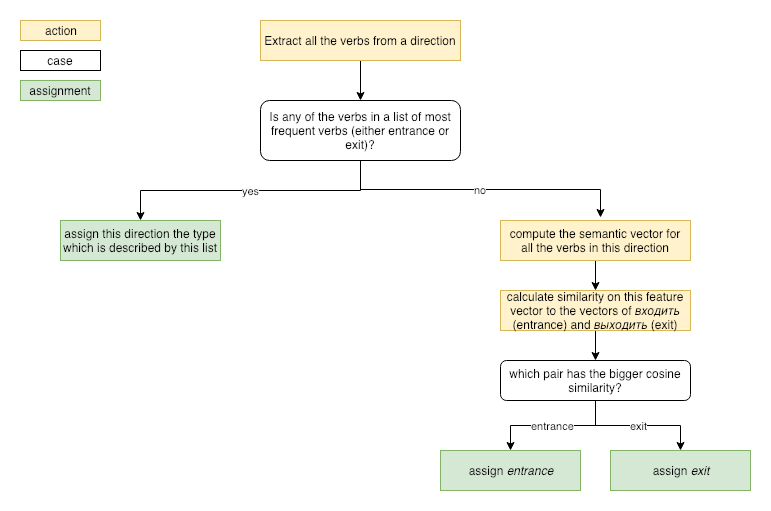 action
case
assignment
Extract all the verbs from a direction
Is any of the verbs in a list of most
frequent verbs (either entrance or
exit)?
yes
no
assign this direction the type
which is described by this list
compute the semantic vector for
all the verbs in this direction
calculate similarity on this feature
vector to the vectors of входить
(entrance) and выходить (exit)
which pair has the bigger cosine
similarity?
entrance
exit
assign entrance
assign exit